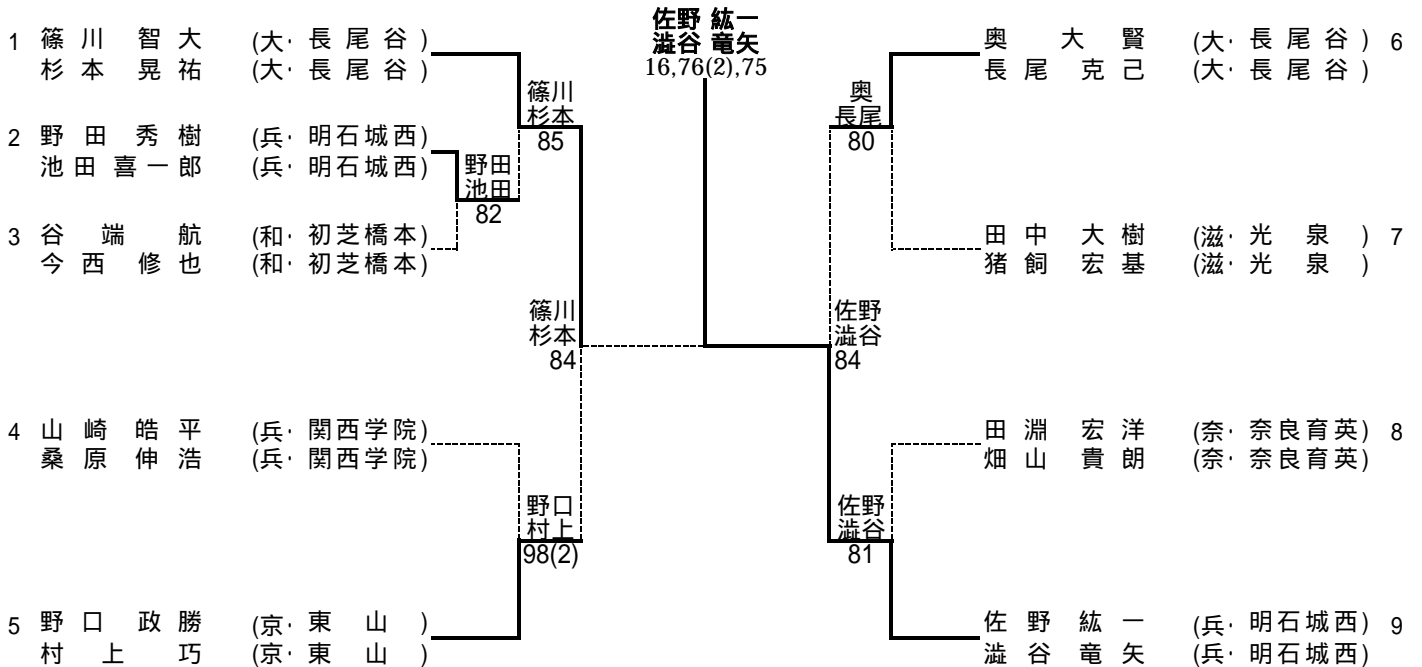 佐野 紘一
澁谷 竜矢
16,76(2),75
1 篠川 智大 (大・長尾谷)
杉本 晃祐 (大・長尾谷)
篠川
杉本
85
2 野田 秀樹 (兵・明石城西)
池田 喜一郎 (兵・明石城西)
野田
池田
82
3 谷端 航 (和・初芝橋本)
今西 修也 (和・初芝橋本)
篠川
杉本
84
4 山崎 皓平 (兵・関西学院)
桑原 伸浩 (兵・関西学院)
野口
村上
98(2)
5 野口 政勝 (京・東山)
村上 巧 (京・東山)
奥 大賢 (大・長尾谷) 6
長尾 克己 (大・長尾谷)
奥
長尾
80
田中 大樹 (滋・光泉) 7
猪飼 宏基 (滋・光泉)
佐野
澁谷
84
田淵 宏洋 (奈・奈良育英) 8
畑山 貴朗 (奈・奈良育英)
佐野
澁谷
81
佐野 紘一 (兵・明石城西) 9
澁谷 竜矢 (兵・明石城西)